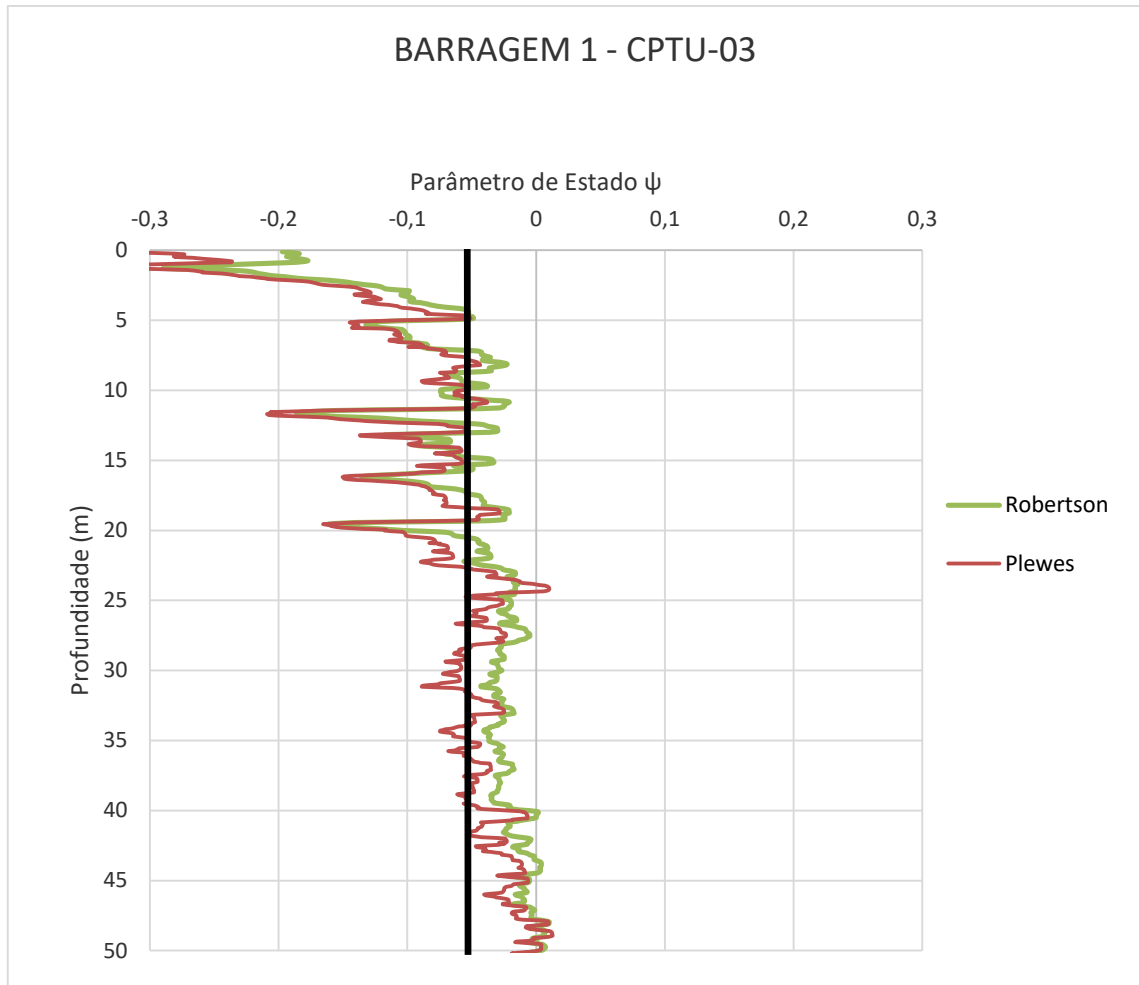 BARRAGEM 1 - CPTU-03
Parâmetro de Estado ψ
-0,3 -0,2 -0,1 0 0,1 0,2 0,3
0
5
10
15
20
25
30
35
40
45
50
Profundidade (m)
Robertson
Plewes